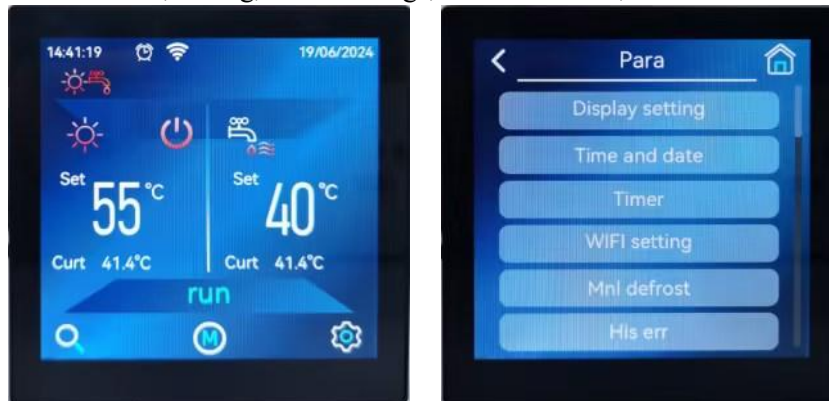 14:41:19 19/06/2024
Set 55°C Set 40°C
Curt 41.4°C Curt 41.4°C
run
M
Para
Display setting
Time and date
Timer
WIFI setting
Mnl defrost
His err